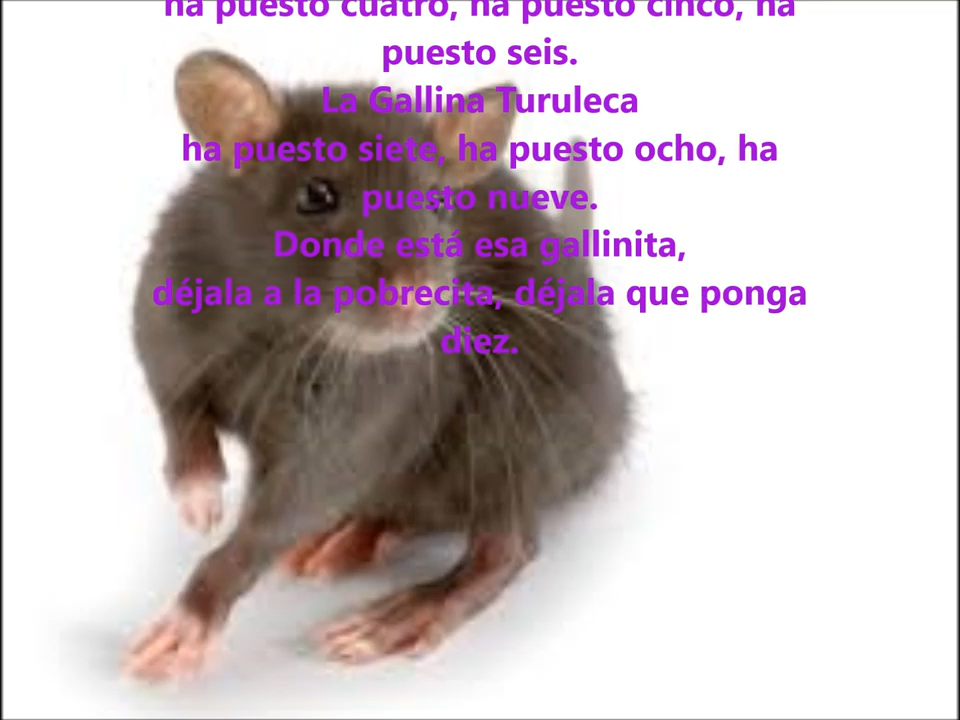 ha puesto cuatro, ha puesto cinco, ha
puesto seis.
La Gallina Turuleca
ha puesto siete, ha puesto ocho, ha
puesto nueve.
Donde está esa gallinita,
déjala a la pobrecita, déjala que ponga
diez.